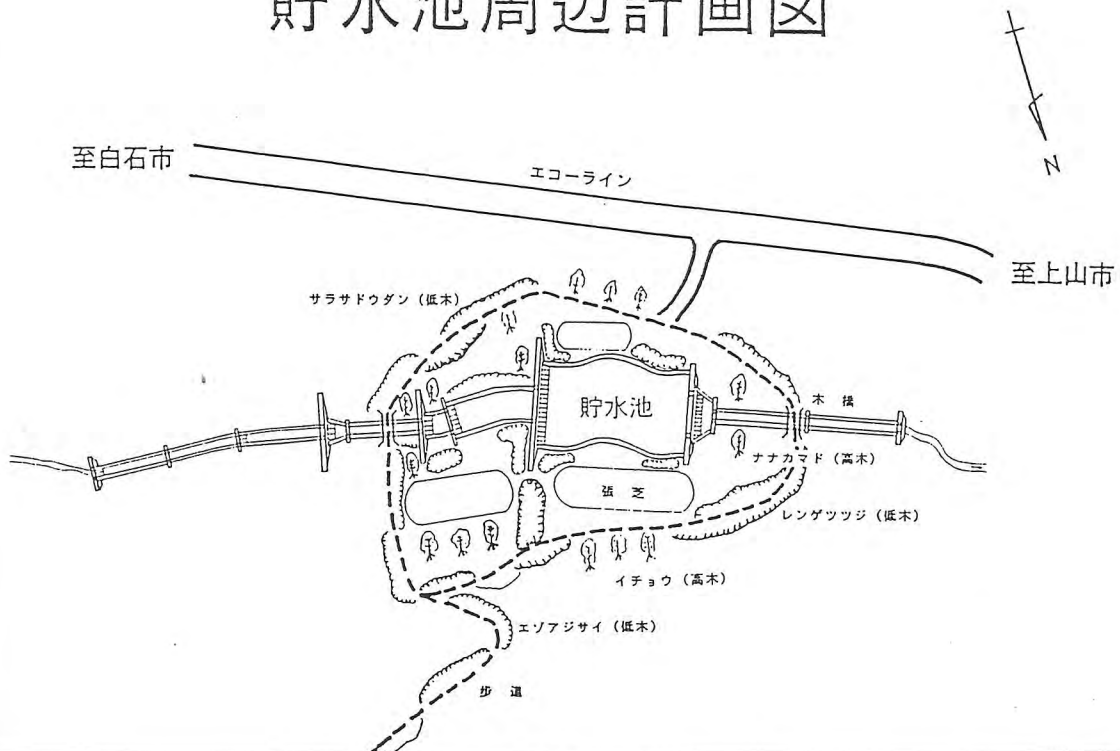 貯水池周辺計画図
N
至白石市
エコーライン
至上山市
サラサドウダン(低木)
貯水池
木橋
ナナカマド(高木)
張芝
レンゲツツジ(低木)
イチョウ(高木)
エゾアジサイ(低木)
歩道